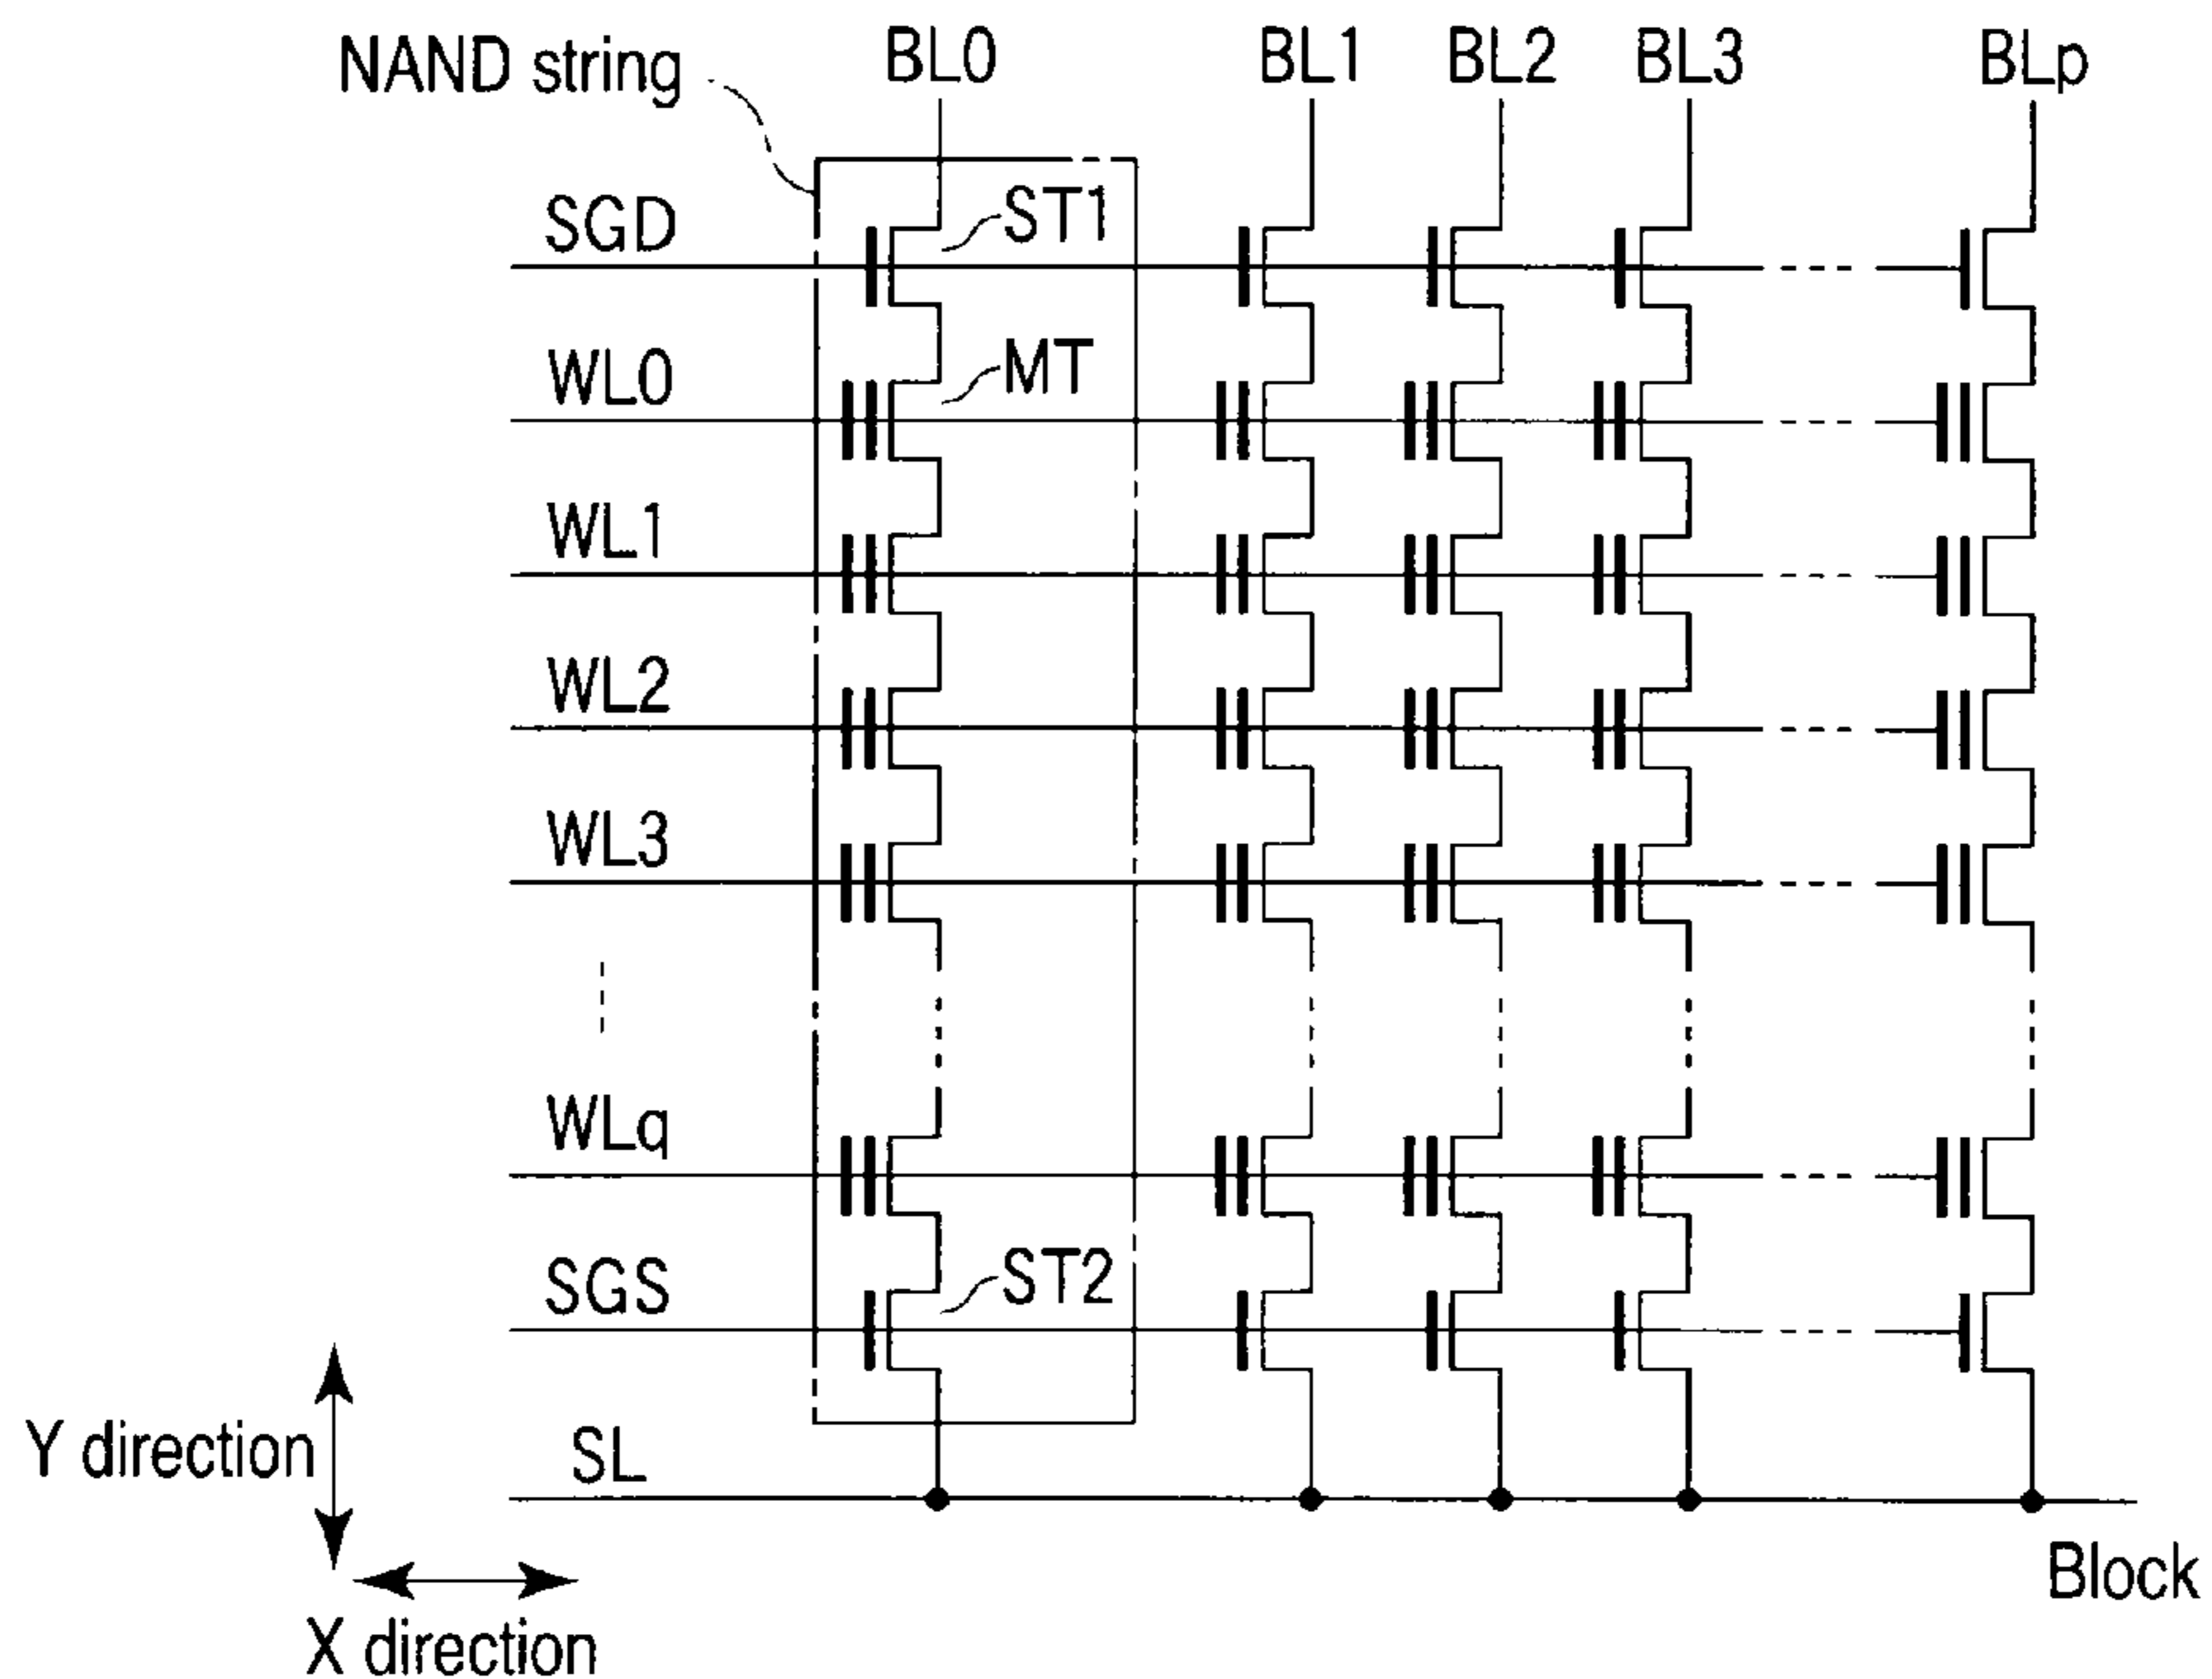 NAND string
BL0
BL1
BL2
BL3
BLp
SGD
ST1
WL0
MT
WL1
WL2
WL3
WLq
SGS
ST2
SL
Y direction
X direction
Block